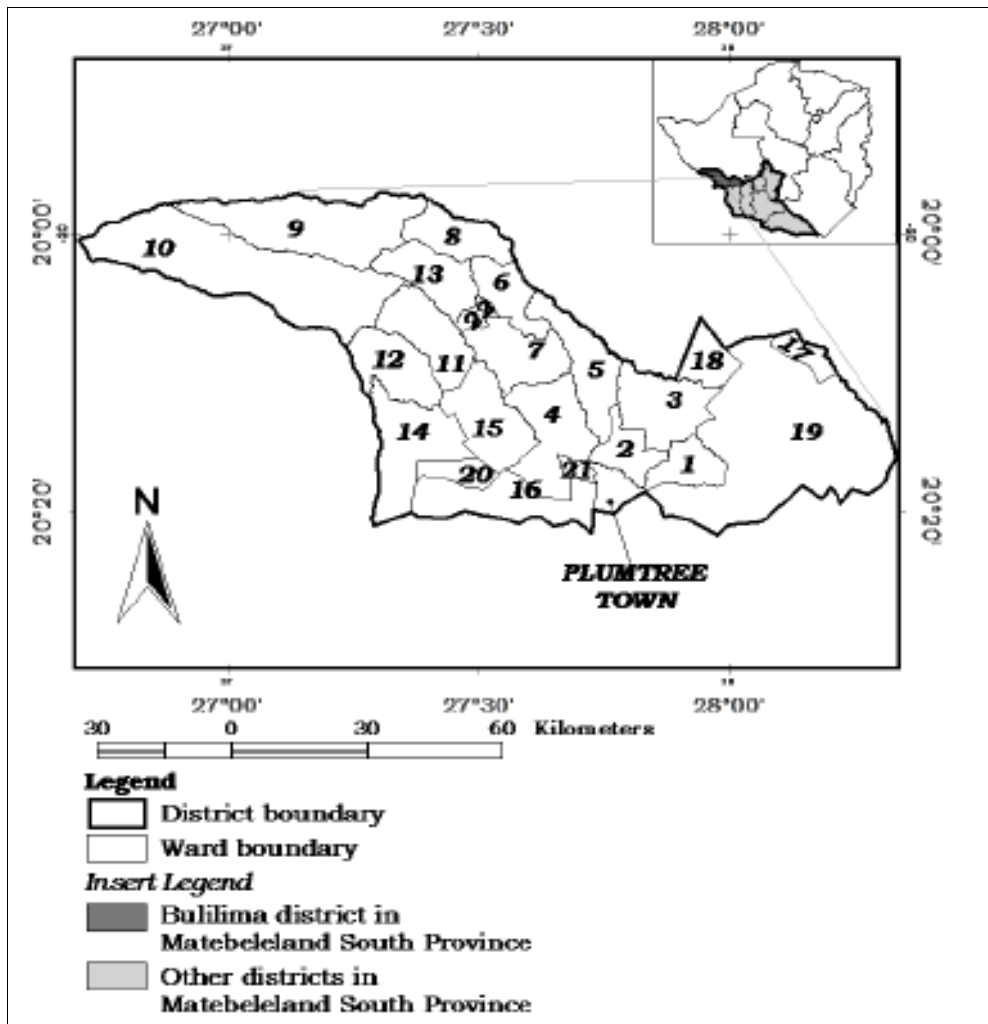 27°00' 27°30' 28°00'
20°00' 20°00'
9
8
10
13
6
22
17
7
18
12
11
5
3
4
14
15
19
2
1
20
21
16
20°20' 20°20'
N
PLUMTREE
TOWN
27°00' 27°30' 28°00'
30 0 30 60 Kilometers
Legend
District boundary
Ward boundary
Insert Legend
Bulilima district in
Matebeleland South Province
Other districts in
Matebeleland South Province